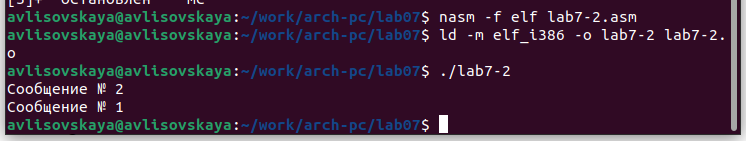 [3]+ Остановлен    mc
avlisovskaya@avlisovskaya:~/work/arch-pc/lab07$ nasm -f elf lab7-2.asm
avlisovskaya@avlisovskaya:~/work/arch-pc/lab07$ ld -m elf_i386 -o lab7-2 lab7-2.
o
avlisovskaya@avlisovskaya:~/work/arch-pc/lab07$ ./lab7-2
Сообщение № 2
Сообщение № 1
avlisovskaya@avlisovskaya:~/work/arch-pc/lab07$